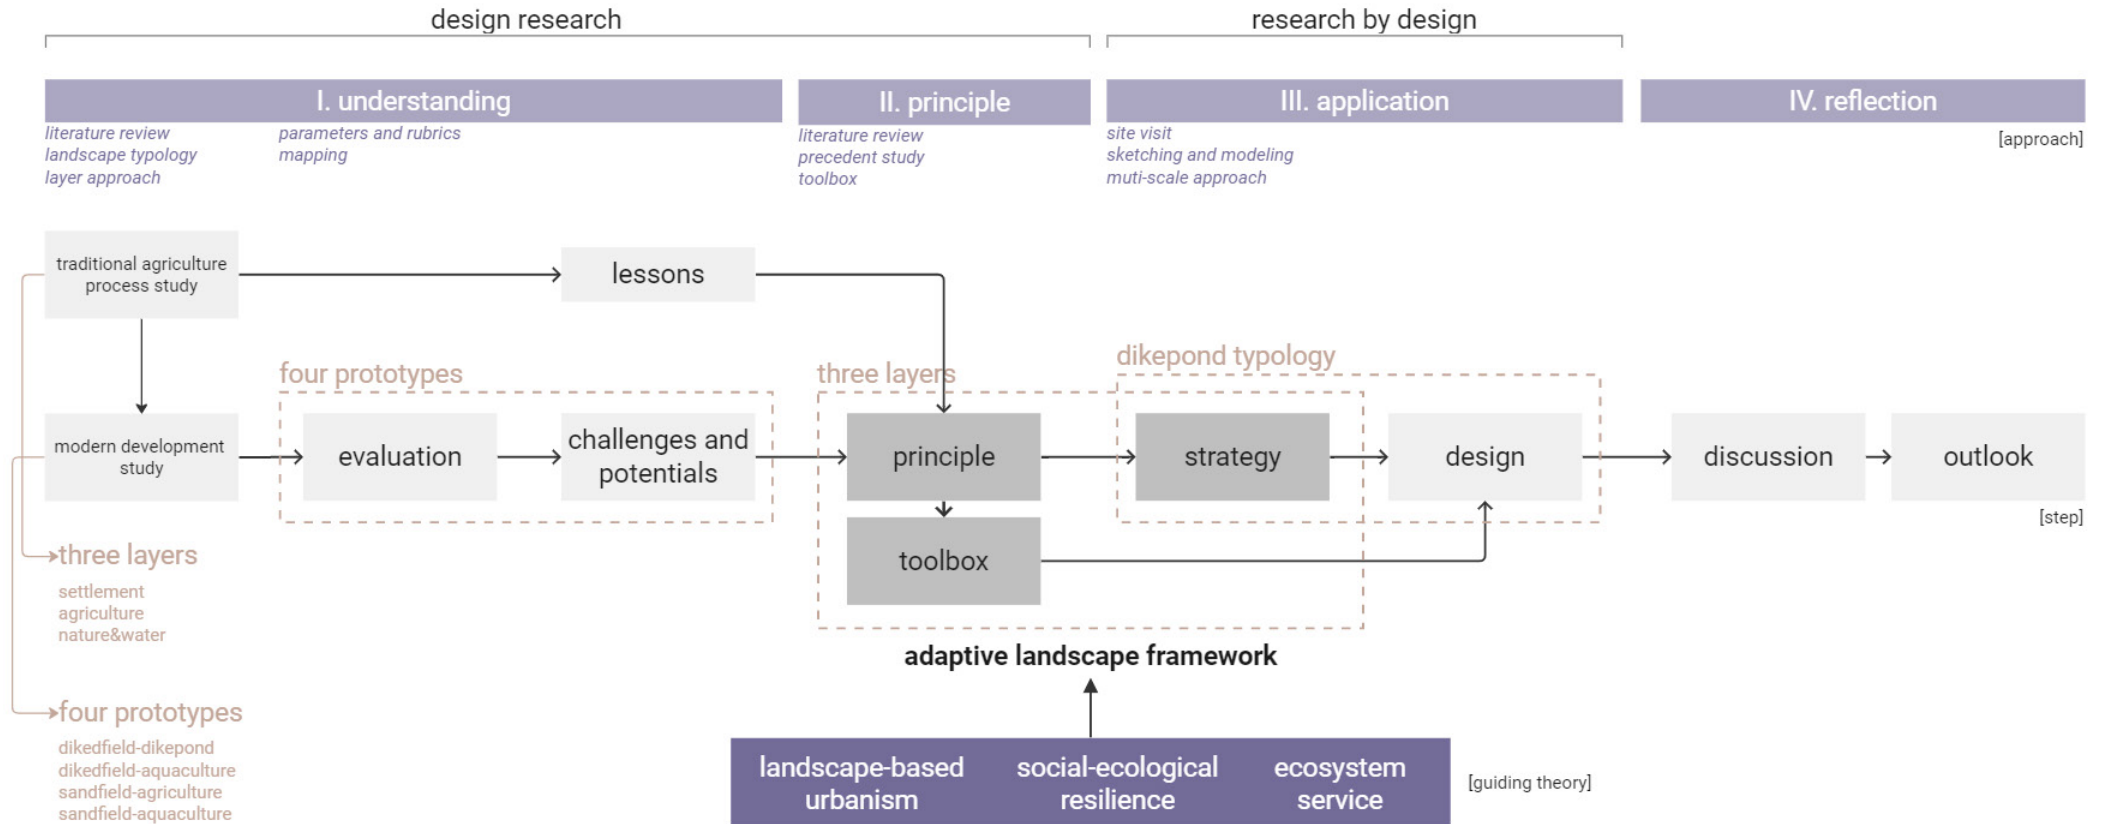 design research
research by design
I. understanding
II. principle
III. application
IV. reflection
literature review
landscape typology
layer approach
parameters and rubrics
mapping
literature review
precedent study
toolbox
site visit
sketching and modeling
muti-scale approach
[approach]
traditional agriculture
process study
lessons
four prototypes
three layers
dikepond typology
modern development
study
evaluation
challenges and
potentials
principle
strategy
design
discussion
outlook
[step]
toolbox
three layers
settlement
agriculture
nature&water
adaptive landscape framework
four prototypes
dikedfield-dikepond
dikedfield-aquaculture
sandfield-agriculture
sandfield-aquaculture
landscape-based
urbanism
social-ecological
resilience
ecosystem
service
[guiding theory]